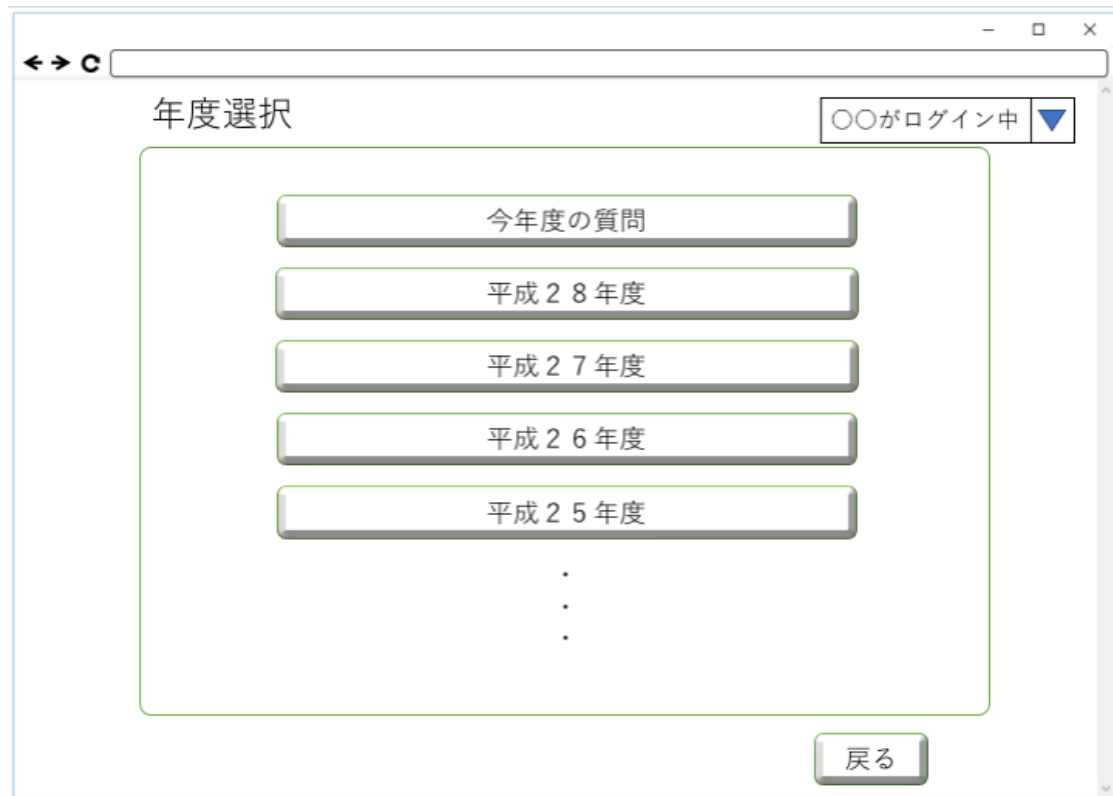 年度選択
○○がログイン中
今年度の質問
平成２８年度
平成２７年度
平成２６年度
平成２５年度
・
・
・
戻る